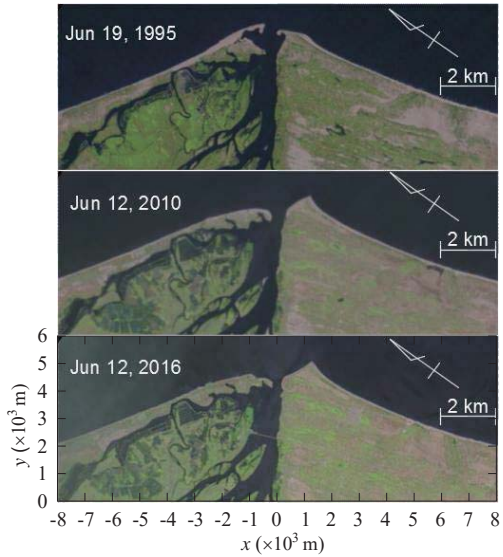 Jun 19, 1995
2 km
Jun 12, 2010
2 km
Jun 12, 2016
2 km
6
5
4
3
2
1
0
y (×10³ m)
-8 -7 -6 -5 -4 -3 -2 -1 0 1 2 3 4 5 6 7 8
x (×10³ m)